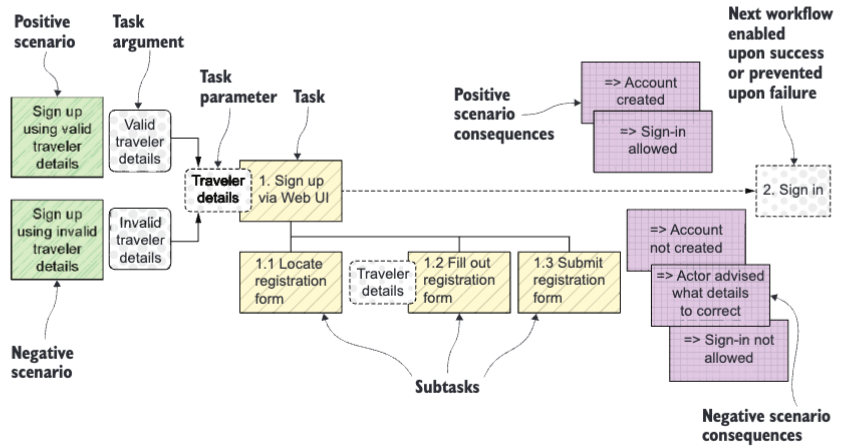 Positive
scenario
Task
argument
Task
parameter
Task
Positive
scenario
consequences
Next workflow
enabled
upon success
or prevented
upon failure
Sign up
using valid
traveler
details
Valid
traveler
details
Traveler
details
1. Sign up
via Web UI
=> Account
created
=> Sign-in
allowed
2. Sign in
Sign up
using invalid
traveler
details
Invalid
traveler
details
1.1 Locate
registration
form
Traveler
details
1.2 Fill out
registration
form
1.3 Submit
registration
form
=> Account
not created
=> Actor advised
what details
to correct
=> Sign-in not
allowed
Negative
scenario
Subtasks
Negative scenario
consequences